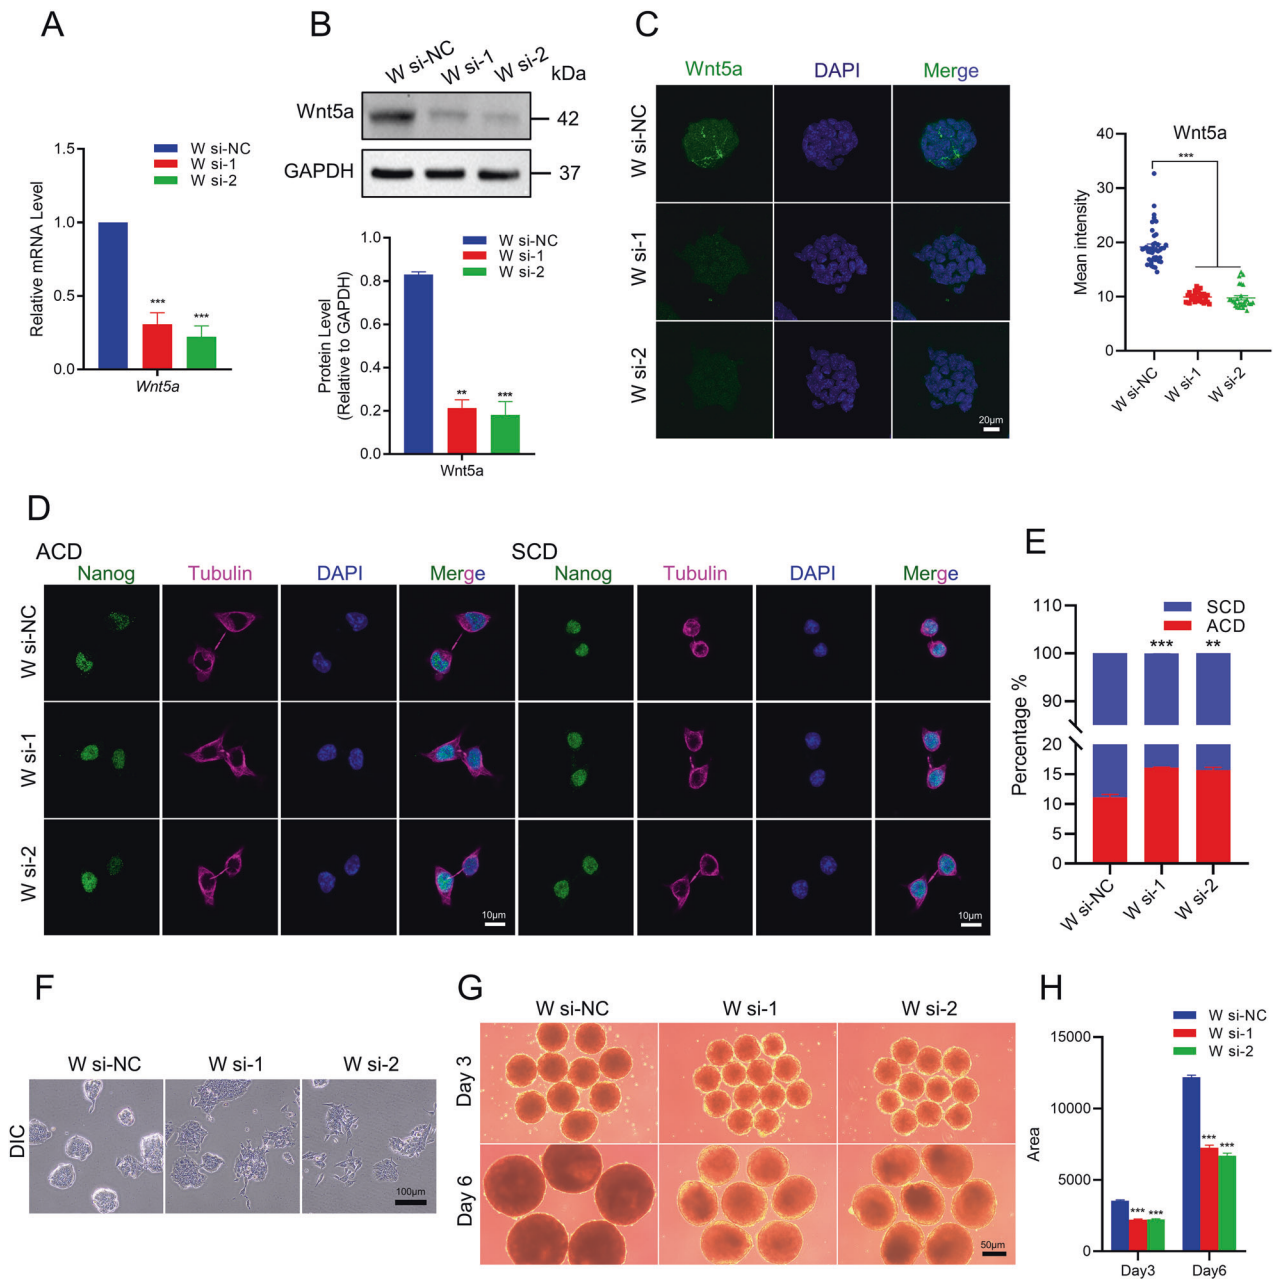 A
1.5
1.0
0.5
0.0
Relative mRNA Level
W si-NC
W si-1
W si-2
***
***
Wnt5a
B
W si-NC
W si-1
W si-2
kDa
Wnt5a
42
GAPDH
37
1.0
0.8
0.6
0.4
0.2
0.0
Protein Level
(Relative to GAPDH)
W si-NC
W si-1
W si-2
**
***
Wnt5a
C
Wnt5a
DAPI
Merge
W si-NC
W si-1
W si-2
20μm
Wnt5a
***
40
30
20
10
0
Mean intensity
W si-NC
W si-1
W si-2
D
ACD
SCD
Nanog
Tubulin
DAPI
Merge
Nanog
Tubulin
DAPI
Merge
W si-NC
W si-1
W si-2
10μm
10μm
E
SCD
ACD
110
100
90
20
15
10
5
0
Percentage %
***
**
W si-NC
W si-1
W si-2
F
W si-NC
W si-1
W si-2
DIC
100μm
G
W si-NC
W si-1
W si-2
Day 3
Day 6
50μm
H
W si-NC
W si-1
W si-2
15000
10000
5000
0
Area
***
***
***
***
Day3
Day6